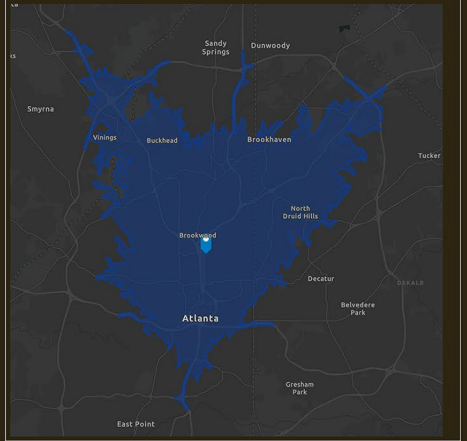 Sandy
Springs
Dunwoody
Smyrna
Vinings
Buckhead
Brookhaven
Tucker
North
Druid Hills
Brookwood
Decatur
DEKALB
Belvedere
Park
Atlanta
Gresham
Park
East Point